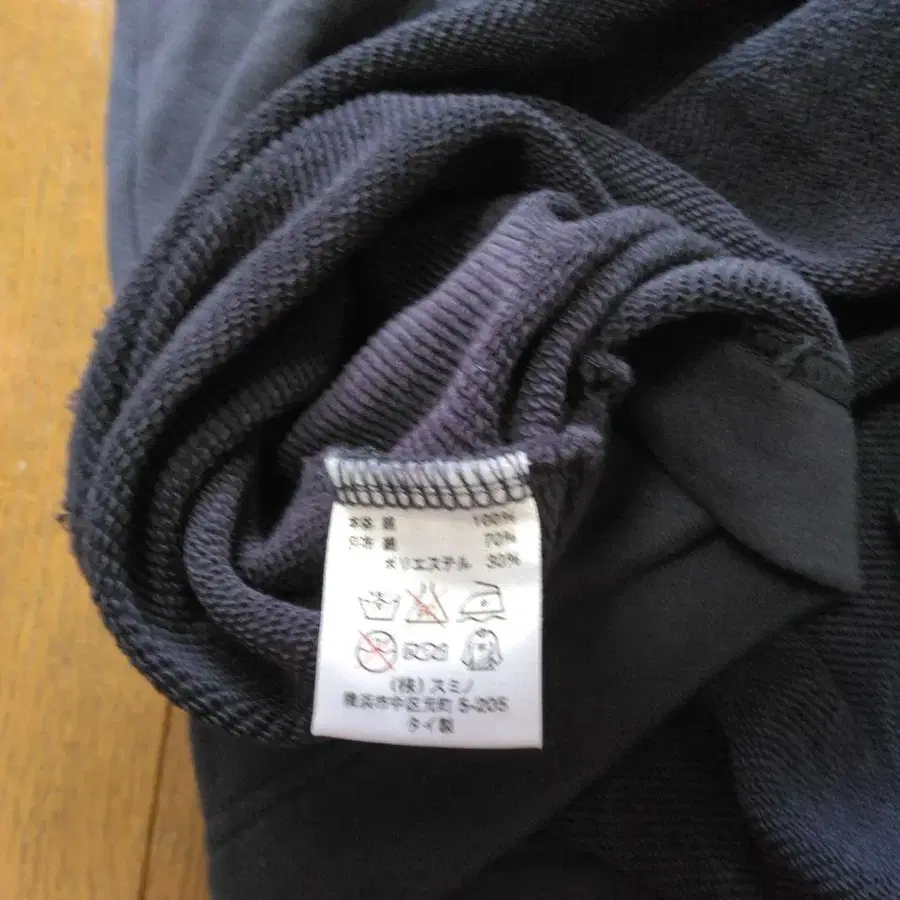 本体 綿 100%
別布 綿 70%
ポリエステル 30%
(株)スミノ
横浜市中区元町 5-205
タイ製